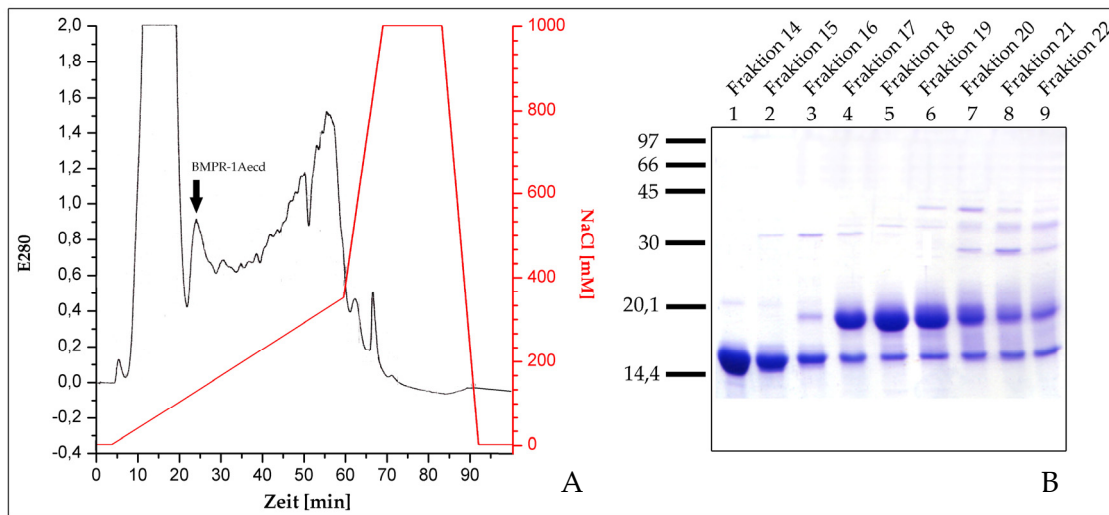 2,0
1,8
1,6
1,4
1,2
1,0
0,8
0,6
0,4
0,2
0,0
-0,2
-0,4
E280
BMPR-1Aecd
1000
800
600
400
200
0
NaCl [mM]
0 10 20 30 40 50 60 70 80 90
Zeit [min]
A
Fraktion 14
Fraktion 15
Fraktion 16
Fraktion 17
Fraktion 18
Fraktion 19
Fraktion 20
Fraktion 21
Fraktion 22
1 2 3 4 5 6 7 8 9
97
66
45
30
20,1
14,4
B